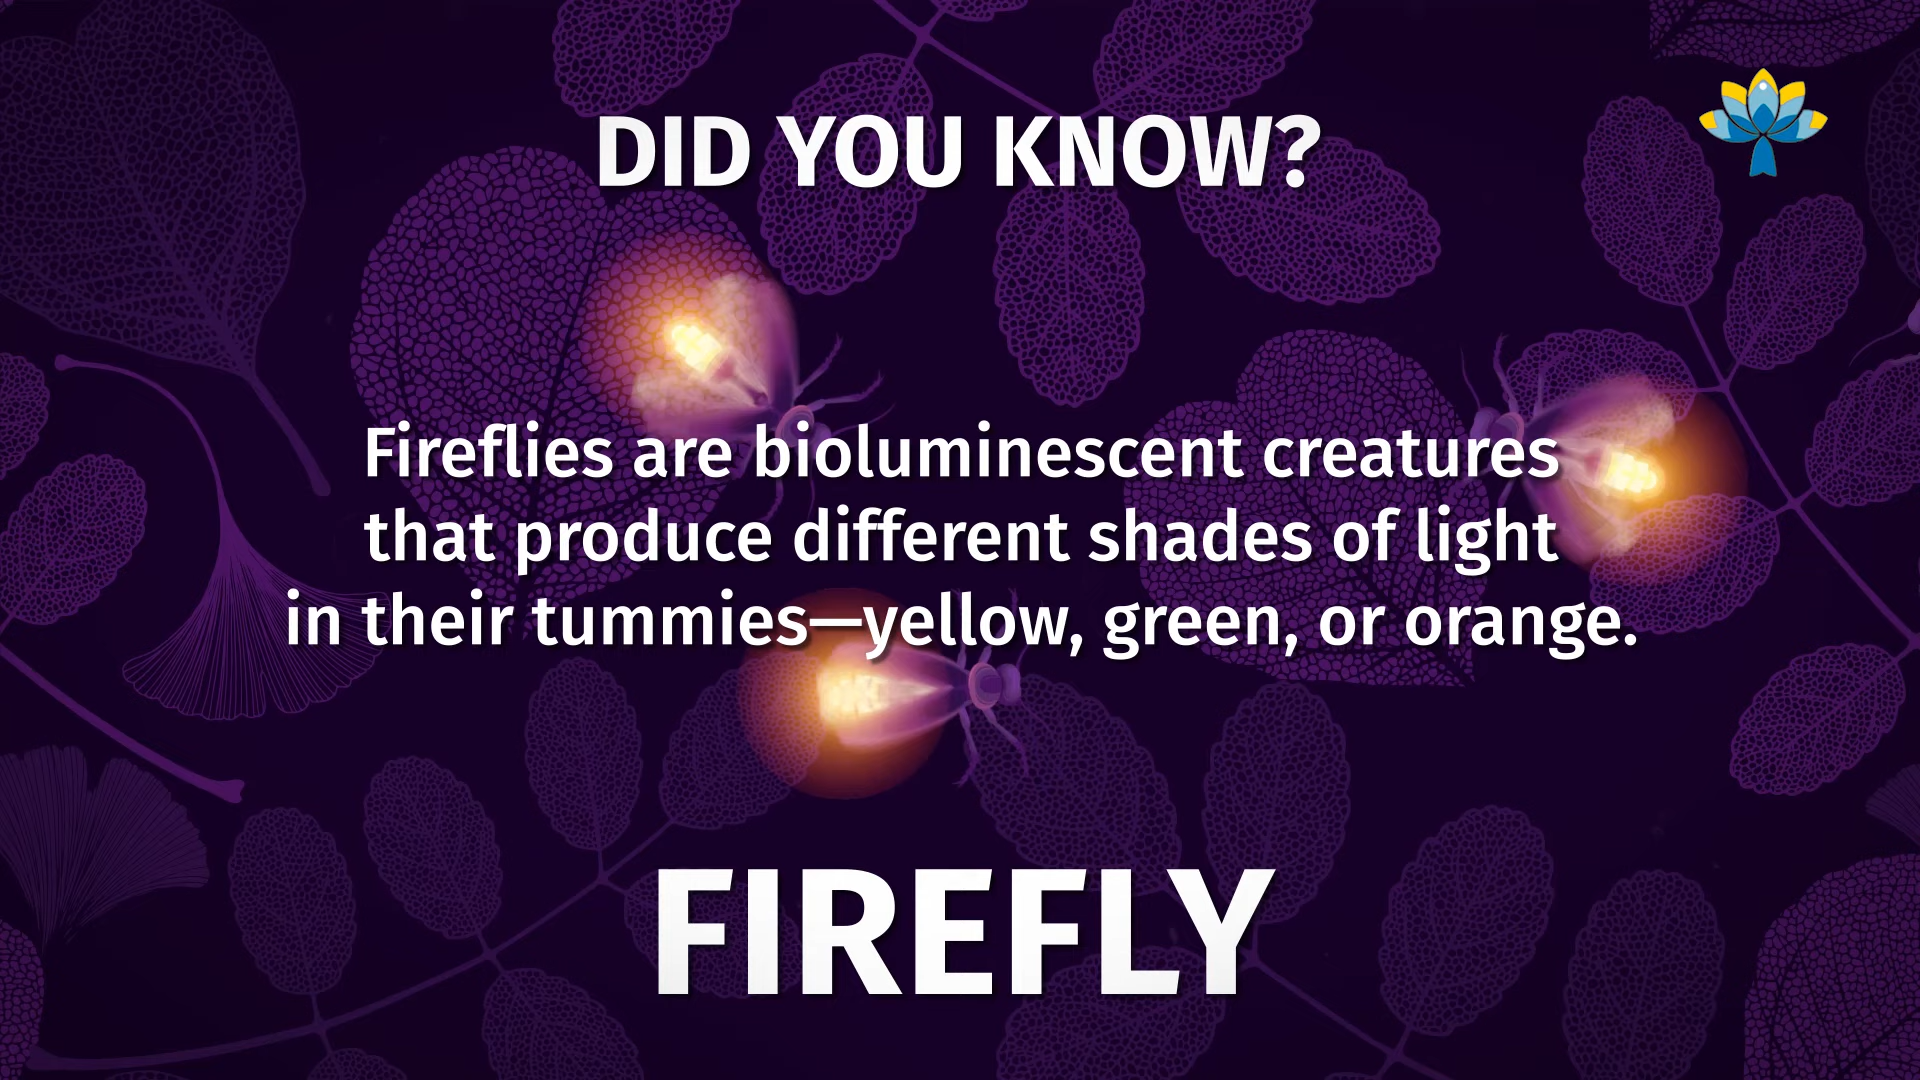 DID YOU KNOW?
Fireflies are bioluminescent creatures
that produce different shades of light
in their tummies—yellow, green, or orange.
FIREFLY